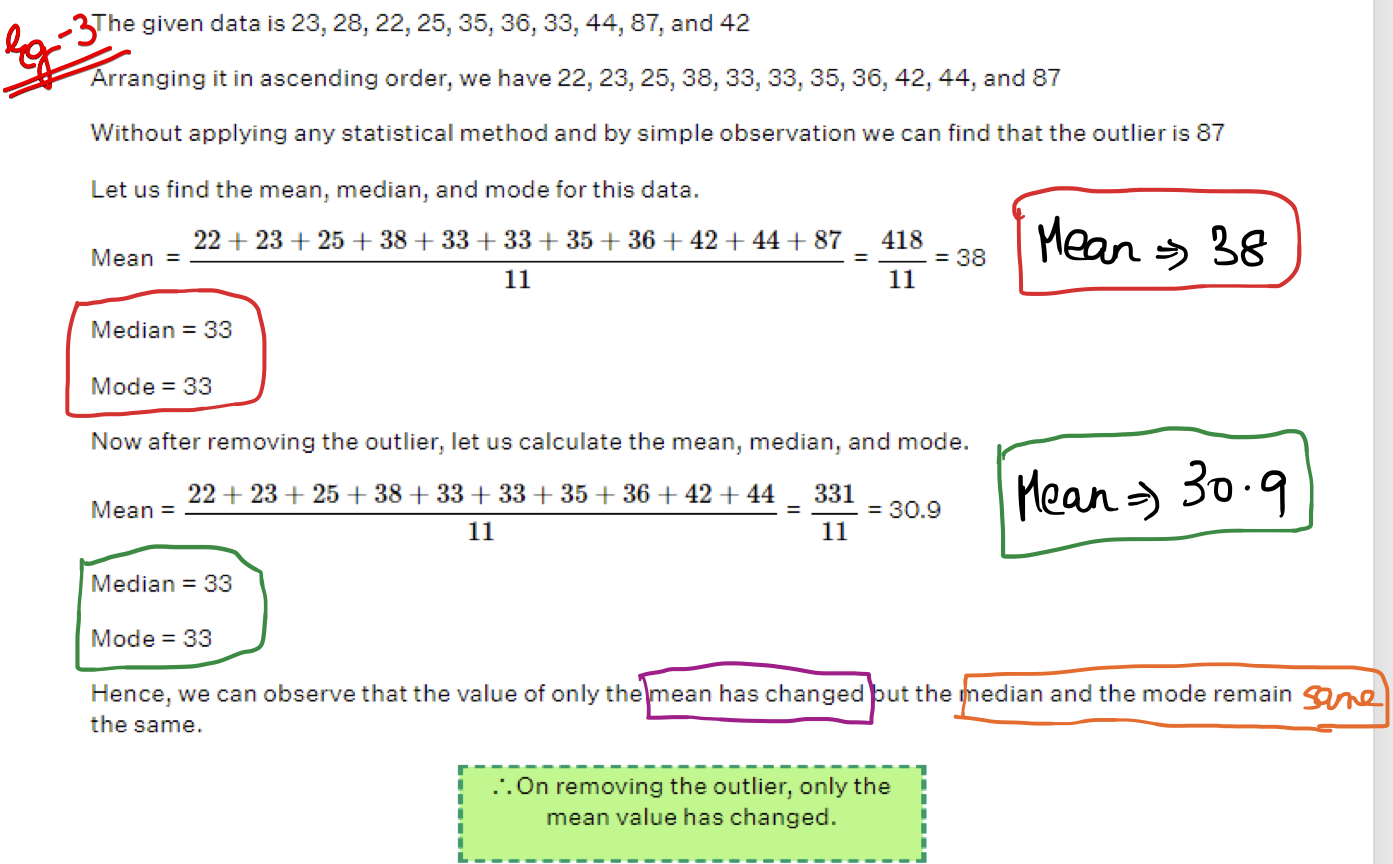 eg-3
The given data is 23, 28, 22, 25, 35, 36, 33, 44, 87, and 42
Arranging it in ascending order, we have 22, 23, 25, 38, 33, 33, 35, 36, 42, 44, and 87
Without applying any statistical method and by simple observation we can find that the outlier is 87
Let us find the mean, median, and mode for this data.
Mean = (22 + 23 + 25 + 38 + 33 + 33 + 35 + 36 + 42 + 44 + 87)/11 = 418/11 = 38
Mean ⇒ 38
Median = 33
Mode = 33
Now after removing the outlier, let us calculate the mean, median, and mode.
Mean = (22 + 23 + 25 + 38 + 33 + 33 + 35 + 36 + 42 + 44)/11 = 331/11 = 30.9
Mean ⇒ 30.9
Median = 33
Mode = 33
Hence, we can observe that the value of only the mean has changed but the median and the mode remain same
the same.
∴ On removing the outlier, only the
mean value has changed.